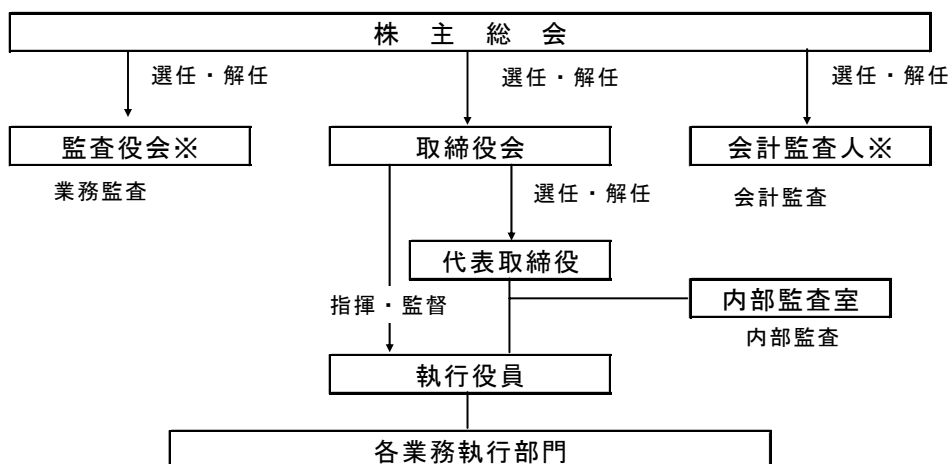 株主総会
選任・解任 選任・解任 選任・解任
監査役会※ 取締役会 会計監査人※
業務監査 選任・解任 会計監査
代表取締役
指揮・監督 内部監査室
内部監査
執行役員
各業務執行部門